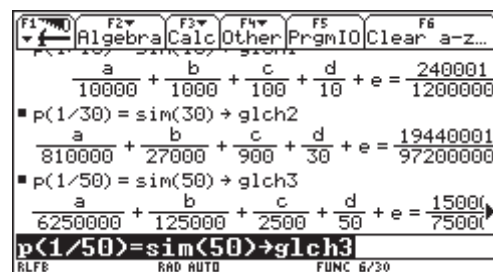 F1 F2 F3 F4 F5 F6
Algebra Calc Other PrgmIO Clear a-z…
a/10000 + b/1000 + c/100 + d/10 + e = 240001/1200000
p(1/30) = sim(30) → glch2
a/810000 + b/27000 + c/900 + d/30 + e = 19440001/97200000
p(1/50) = sim(50) → glch3
a/6250000 + b/125000 + c/2500 + d/50 + e =
p(1/50)=sim(50)→glch3
RLFB RAD AUTO FUNC 6/30